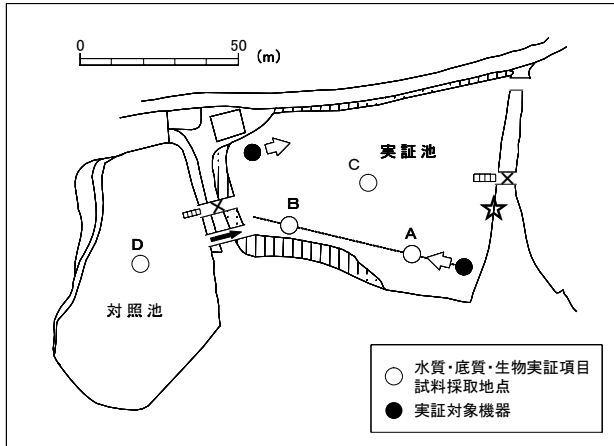 0 50 (m)
実証池
C
B
A
D
対照池
水質・底質・生物実証項目
試料採取地点
実証対象機器